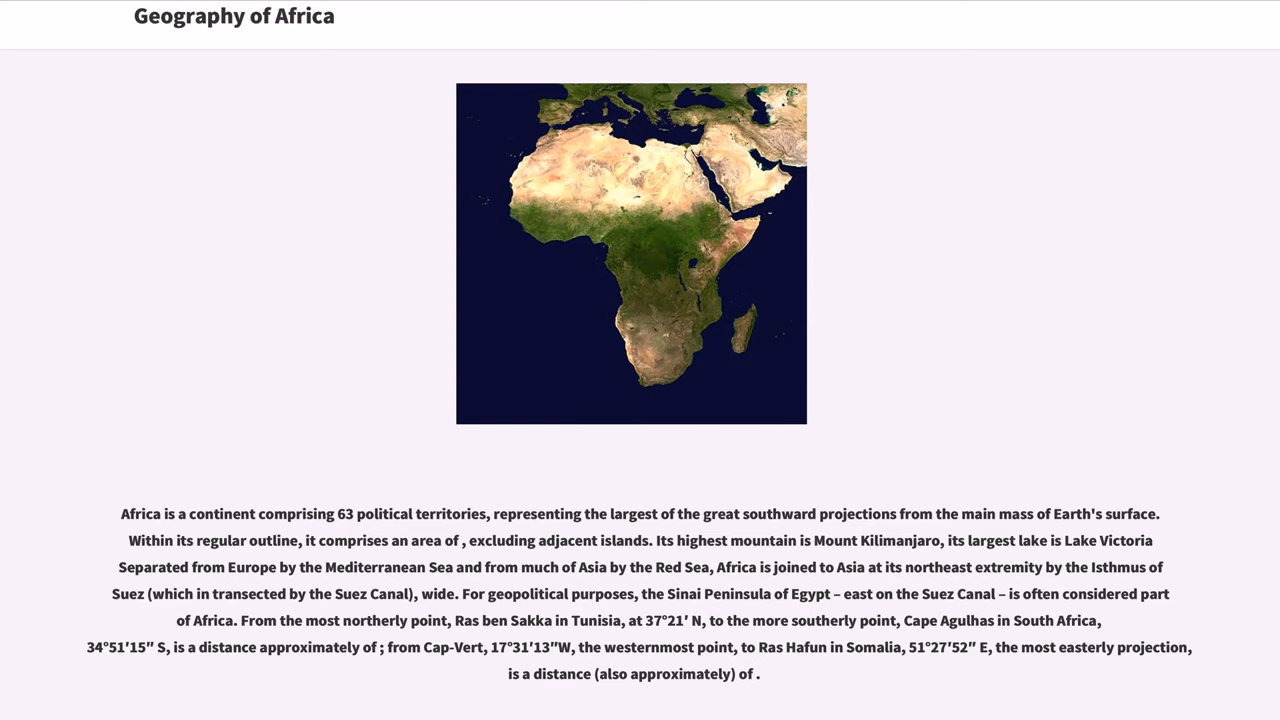 Geography of Africa
Africa is a continent comprising 63 political territories, representing the largest of the great southward projections from the main mass of Earth's surface.
Within its regular outline, it comprises an area of , excluding adjacent islands. Its highest mountain is Mount Kilimanjaro, its largest lake is Lake Victoria
Separated from Europe by the Mediterranean Sea and from much of Asia by the Red Sea, Africa is joined to Asia at its northeast extremity by the Isthmus of
Suez (which in transected by the Suez Canal), wide. For geopolitical purposes, the Sinai Peninsula of Egypt – east on the Suez Canal – is often considered part
of Africa. From the most northerly point, Ras ben Sakka in Tunisia, at 37°21′ N, to the more southerly point, Cape Agulhas in South Africa,
34°51′15″ S, is a distance approximately of ; from Cap-Vert, 17°31′13″W, the westernmost point, to Ras Hafun in Somalia, 51°27′52″ E, the most easterly projection,
is a distance (also approximately) of .